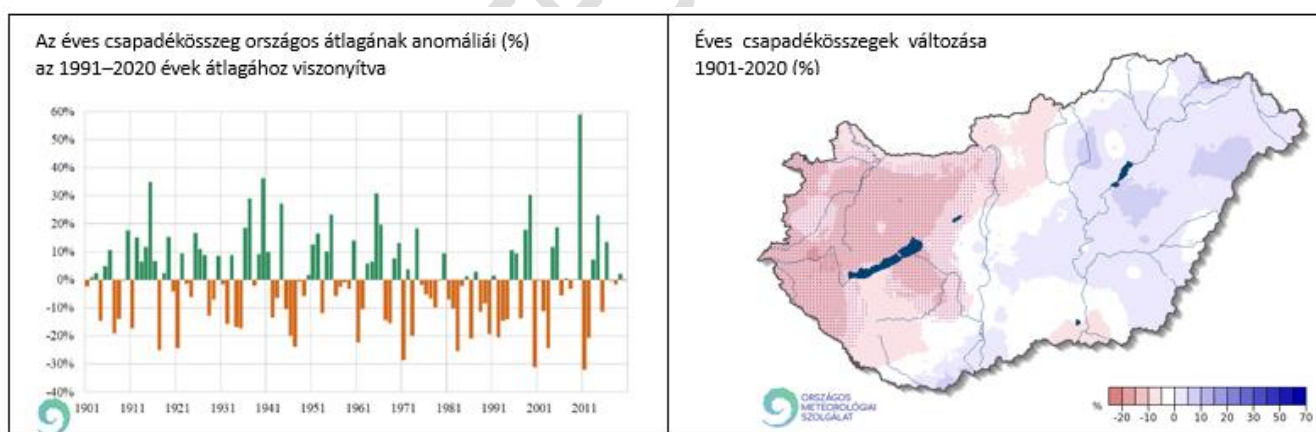 Az éves csapadékösszeg országos átlagának anomáliái (%)
az 1991–2020 évek átlagához viszonyítva
60%
50%
40%
30%
20%
10%
0%
-10%
-20%
-30%
-40%
1901 1911 1921 1931 1941 1951 1961 1971 1981 1991 2001 2011
Éves csapadékösszegek változása
1901-2020 (%)
ORSZÁGOS
METEOROLÓGIAI
SZOLGÁLAT
% -20 -10 0 10 20 30 50 70